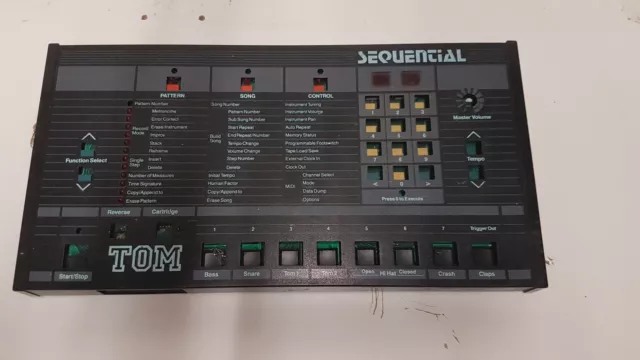 SEQUENTIAL
PATTERN SONG CONTROL
Pattern Number Song Number Instrument Tuning
Metronome Pattern Number Instrument Volume
Error Correct Sub Song Number Instrument Pan
Record Mode Erase Instrument Start Repeat Auto Repeat
Improv Build Song End Repeat Number Memory Status
Stack Tempo Change Programmable Footswitch
Retrieve Volume Change Tape Load/Save
Single Step Insert Step Number External Clock In
Delete Delete Clock Out
Number of Measures Initial Tempo Channel Select
Time Signature Human Factor MIDI Mode
Copy/Append to Copy/Append to Data Dump
Erase Pattern Erase Song Options
Function Select
1 2 3
7 8 9
< 0 >
Press 0 to Execute
Master Volume
Tempo
Reverse Cartridge
TOM
Start/Stop
1 2 3 4 5 6 7 Trigger Out
Bass Snare Tom 1 Tom 2 Open Hi Hat Closed Crash Claps